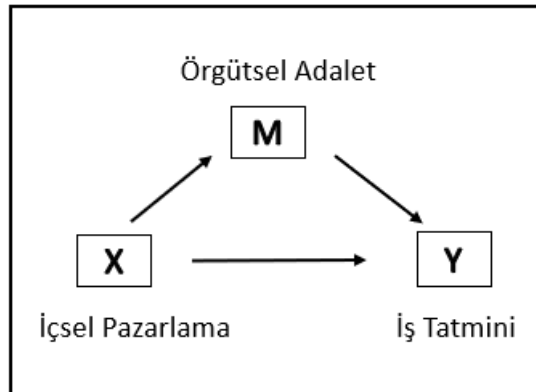 Örgütsel Adalet
M
X
Y
İçsel Pazarlama
İş Tatmini